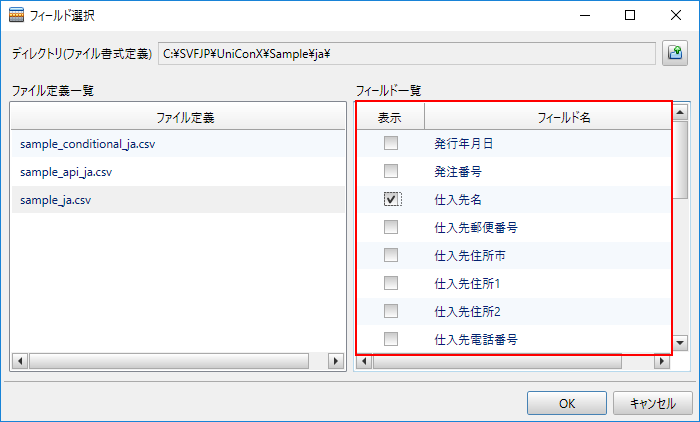 フィールド選択
ディレクトリ(ファイル書式定義) C:¥SVFJP¥UniConX¥Sample¥ja¥
ファイル定義一覧
ファイル定義
sample_conditional_ja.csv
sample_api_ja.csv
sample_ja.csv
フィールド一覧
表示 フィールド名
発行年月日
発注番号
仕入先名
仕入先郵便番号
仕入先住所市
仕入先住所1
仕入先住所2
仕入先電話番号
OK キャンセル